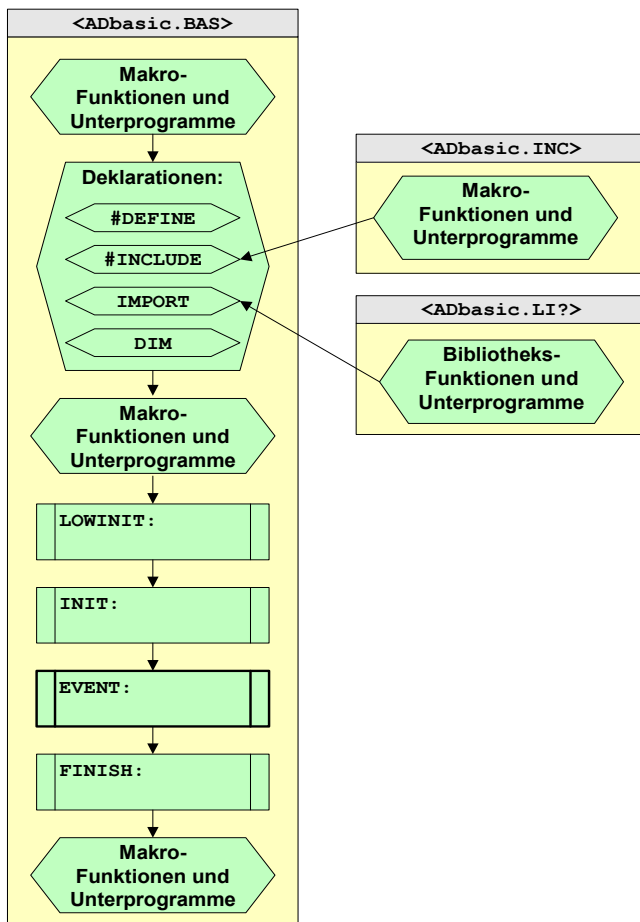 <ADbasic.BAS>
Makro-
Funktionen und
Unterprogramme
Deklarationen:
#DEFINE
#INCLUDE
IMPORT
DIM
Makro-
Funktionen und
Unterprogramme
LOWINIT:
INIT:
EVENT:
FINISH:
Makro-
Funktionen und
Unterprogramme
<ADbasic.INC>
Makro-
Funktionen und
Unterprogramme
<ADbasic.LI?>
Bibliotheks-
Funktionen und
Unterprogramme